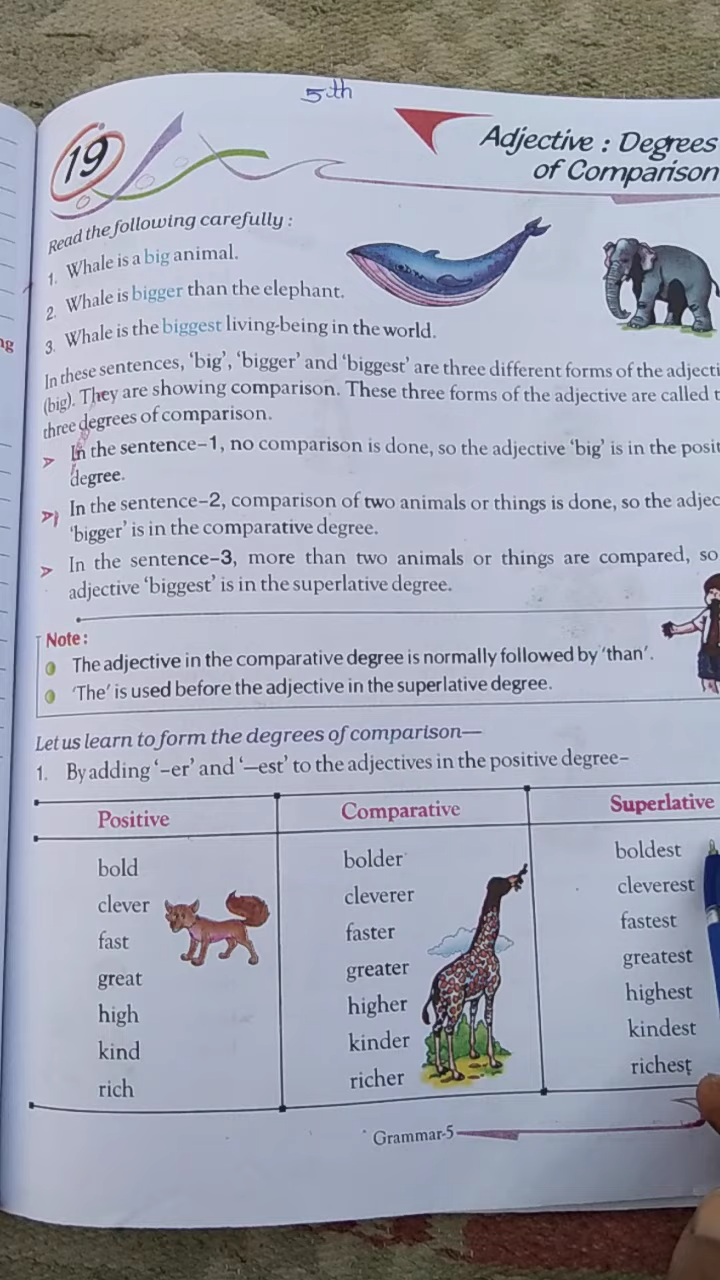 5th
19
Adjective : Degrees
of Comparison
Read the following carefully :
1. Whale is a big animal.
2. Whale is bigger than the elephant.
3. Whale is the biggest living-being in the world.
In these sentences, 'big', 'bigger' and 'biggest' are three different forms of the adjecti
(big). They are showing comparison. These three forms of the adjective are called t
three degrees of comparison.
➤ In the sentence-1, no comparison is done, so the adjective 'big' is in the posit
degree.
➤ In the sentence-2, comparison of two animals or things is done, so the adjec
'bigger' is in the comparative degree.
➤ In the sentence-3, more than two animals or things are compared, so
adjective 'biggest' is in the superlative degree.
Note :
The adjective in the comparative degree is normally followed by 'than'.
'The' is used before the adjective in the superlative degree.
Let us learn to form the degrees of comparison—
1. By adding '-er' and '-est' to the adjectives in the positive degree-
Positive Comparative Superlative
bold bolder boldest
clever cleverer cleverest
fast faster fastest
great greater greatest
high higher highest
kind kinder kindest
rich richer richest
Grammar-5